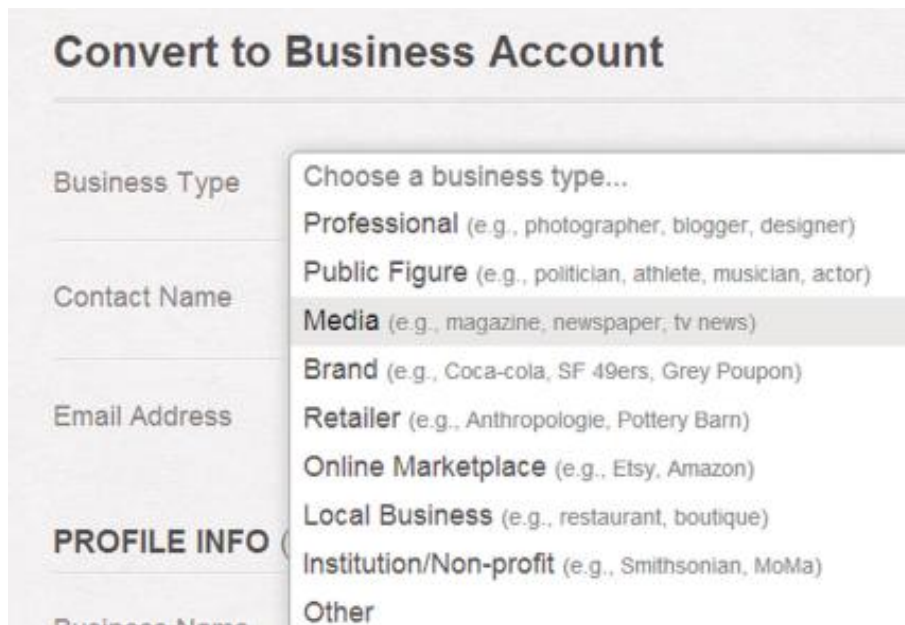 Convert to Business Account
Business Type
Choose a business type...
Professional (e.g., photographer, blogger, designer)
Public Figure (e.g., politician, athlete, musician, actor)
Contact Name
Media (e.g., magazine, newspaper, tv news)
Brand (e.g., Coca-cola, SF 49ers, Grey Poupon)
Email Address
Retailer (e.g., Anthropologie, Pottery Barn)
Online Marketplace (e.g., Etsy, Amazon)
Local Business (e.g., restaurant, boutique)
PROFILE INFO (
Institution/Non-profit (e.g., Smithsonian, MoMa)
Other
Business Name